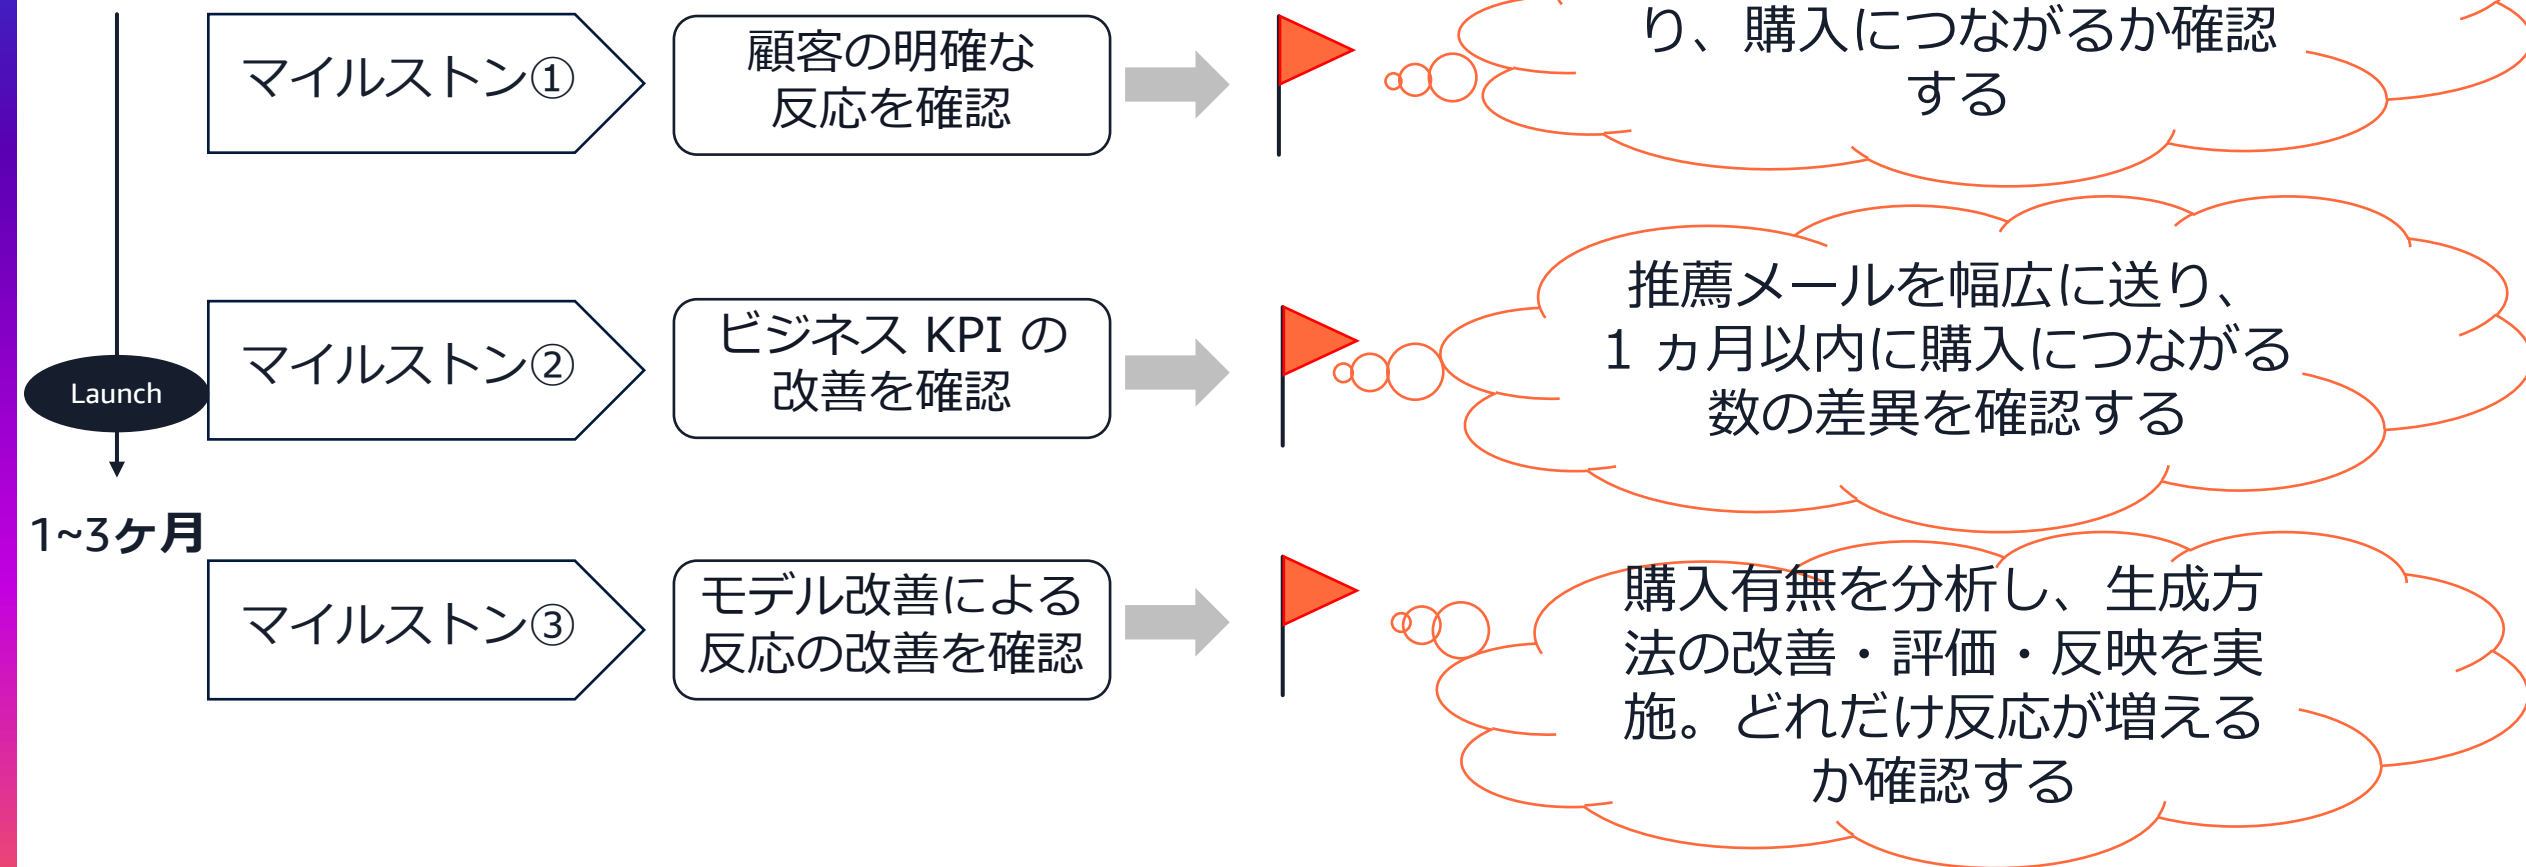 マイルストン①
顧客の明確な
反応を確認
り、購入につながるか確認
する
マイルストン②
ビジネス KPI の
改善を確認
推薦メールを幅広に送り、
1 ヵ月以内に購入につながる
数の差異を確認する
Launch
1~3ヶ月
マイルストン③
モデル改善による
反応の改善を確認
購入有無を分析し、生成方
法の改善・評価・反映を実
施。どれだけ反応が増える
か確認する